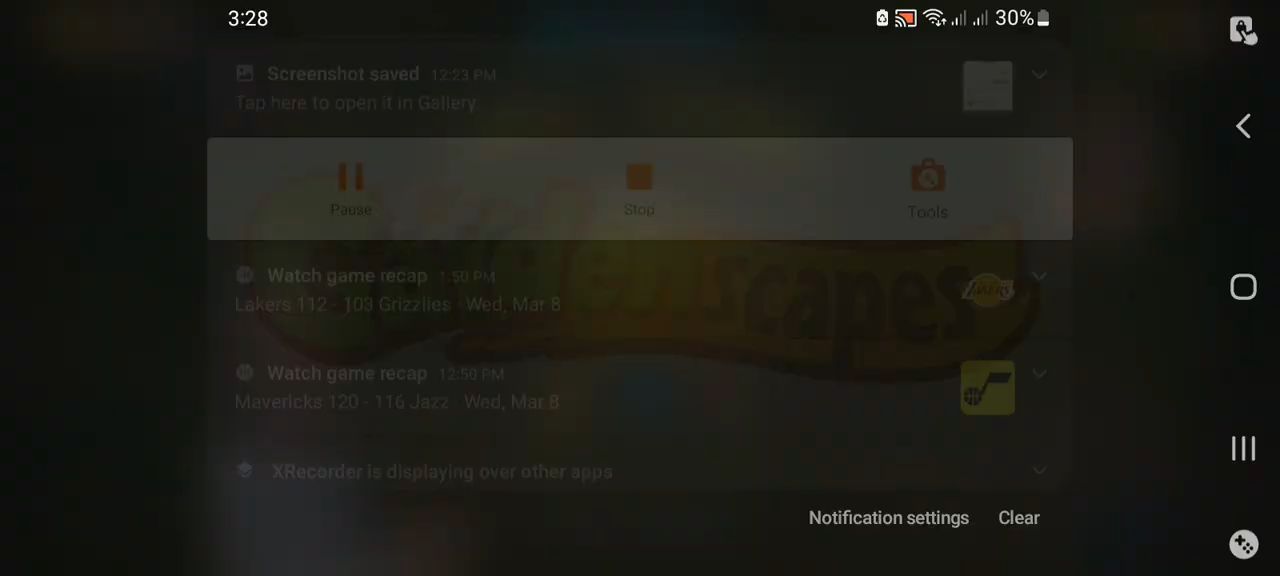 3:28
30%
Screenshot saved 12:23 PM
Tap here to open it in Gallery.
Pause
Stop
Tools
Watch game recap 1:50 PM
Lakers 112 - 103 Grizzlies · Wed, Mar 8
Watch game recap 12:50 PM
Mavericks 120 - 116 Jazz · Wed, Mar 8
XRecorder is displaying over other apps
Notification settings
Clear
scapes